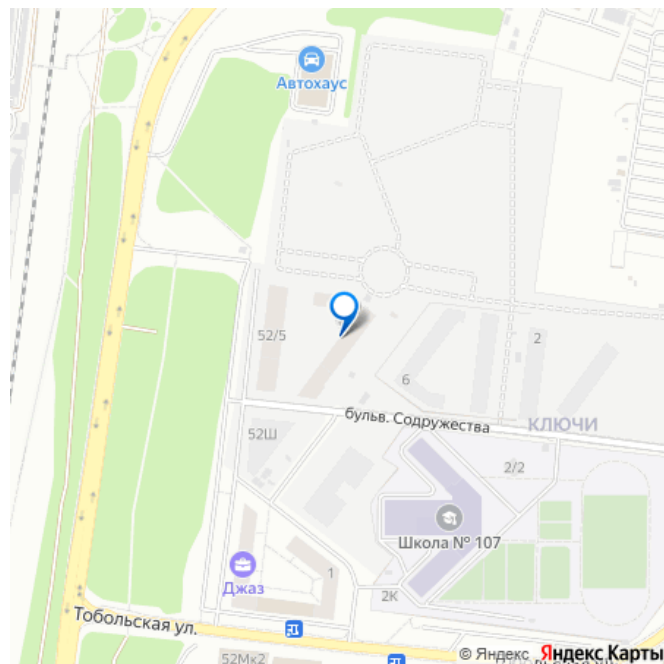 Автохаус
52/5
2
6
бульв. Содружества
52Ш
КЛЮЧИ
2/2
Школа № 107
Джаз
1
2К
Тобольская ул.
52Мк2
© Яндекс Яндекс Карты